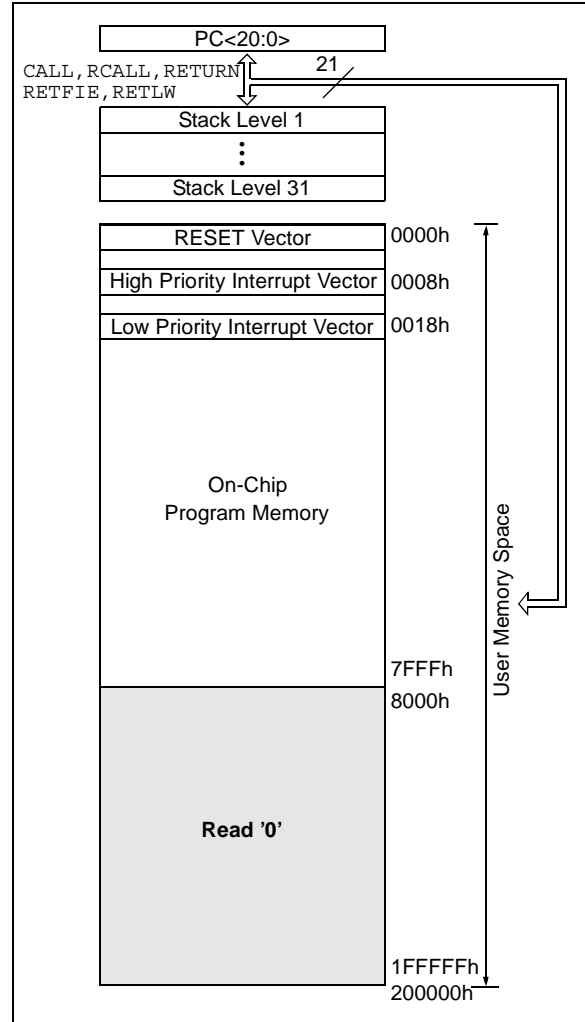 PC<20:0>
CALL,RCALL,RETURN
RETFIE,RETLW
21
Stack Level 1
Stack Level 31
RESET Vector
0000h
High Priority Interrupt Vector
0008h
Low Priority Interrupt Vector
0018h
On-Chip
Program Memory
7FFFh
8000h
User Memory Space
Read '0'
1FFFFFh
200000h